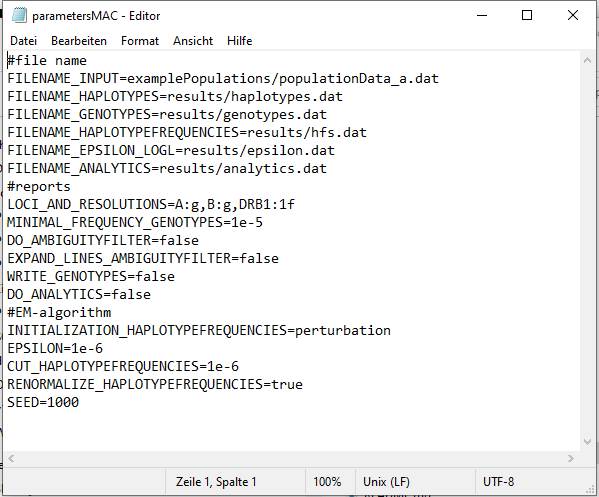 parametersMAC - Editor
Datei Bearbeiten Format Ansicht Hilfe
#file name
FILENAME_INPUT=examplePopulations/populationData_a.dat
FILENAME_HAPLOTYPES=results/haplotypes.dat
FILENAME_GENOTYPES=results/genotypes.dat
FILENAME_HAPLOTYPEFREQUENCIES=results/hfs.dat
FILENAME_EPSILON_LOGL=results/epsilon.dat
FILENAME_ANALYTICS=results/analytics.dat
#reports
LOCI_AND_RESOLUTIONS=A:g,B:g,DRB1:1f
MINIMAL_FREQUENCY_GENOTYPES=1e-5
DO_AMBIGUITYFILTER=false
EXPAND_LINES_AMBIGUITYFILTER=false
WRITE_GENOTYPES=false
DO_ANALYTICS=false
#EM-algorithm
INITIALIZATION_HAPLOTYPEFREQUENCIES=perturbation
EPSILON=1e-6
CUT_HAPLOTYPEFREQUENCIES=1e-6
RENORMALIZE_HAPLOTYPEFREQUENCIES=true
SEED=1000
Zeile 1, Spalte 1 100% Unix (LF) UTF-8